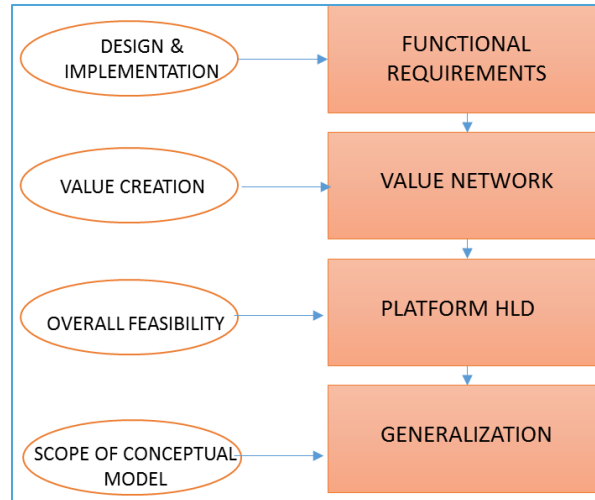 DESIGN &
IMPLEMENTATION
FUNCTIONAL
REQUIREMENTS
VALUE CREATION
VALUE NETWORK
OVERALL FEASIBILITY
PLATFORM HLD
SCOPE OF CONCEPTUAL
MODEL
GENERALIZATION